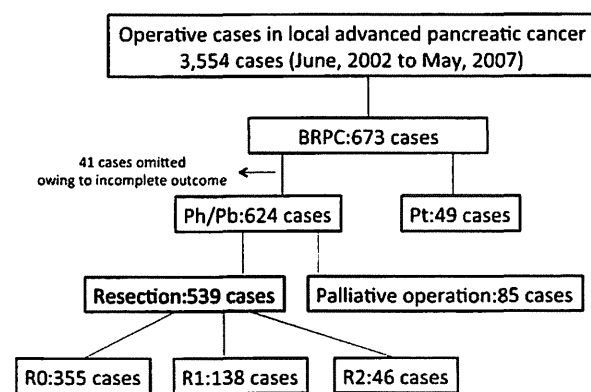 Operative cases in local advanced pancreatic cancer
3,554 cases (June, 2002 to May, 2007)
BRPC:673 cases
41 cases omitted
owing to incomplete outcome
Ph/Pb:624 cases
Pt:49 cases
Resection:539 cases
Palliative operation:85 cases
R0:355 cases
R1:138 cases
R2:46 cases